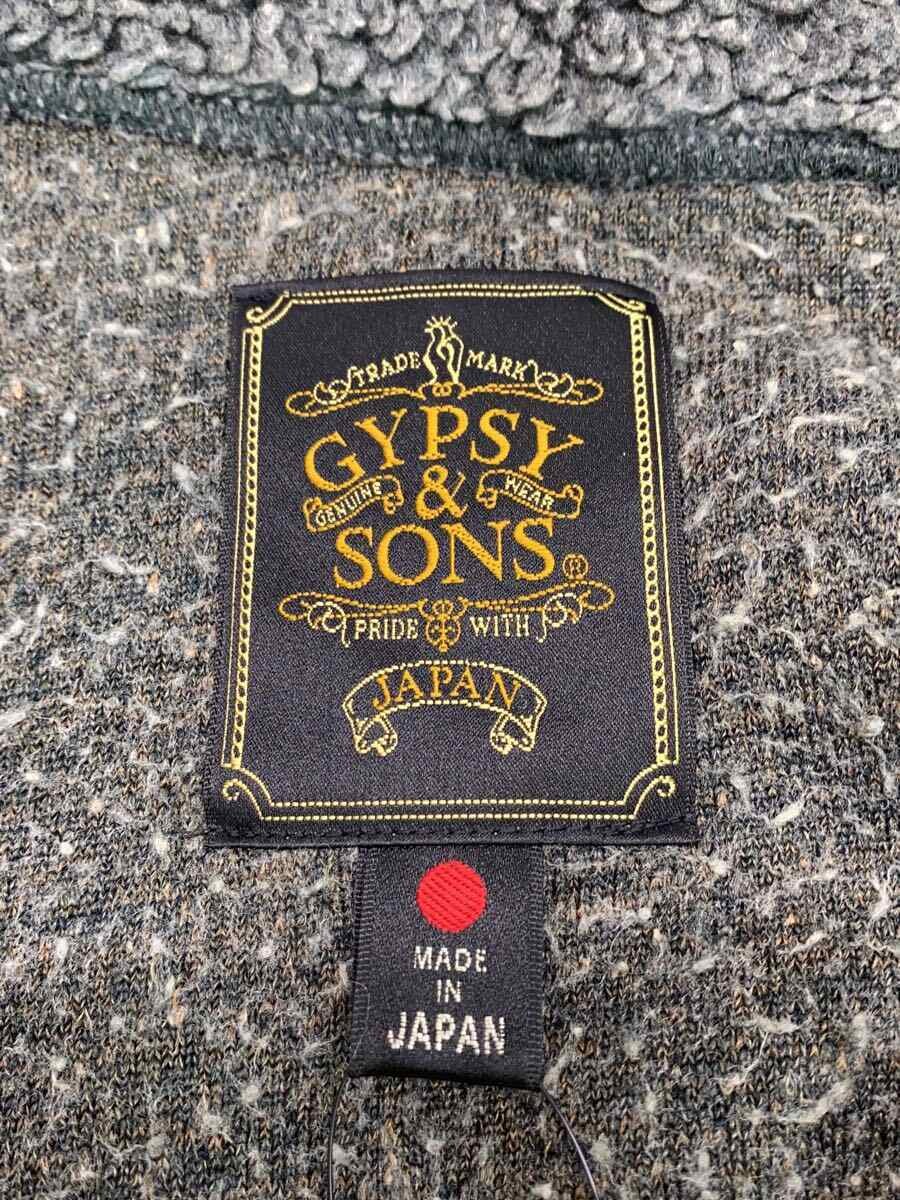 TRADE MARK
GYPSY
GENUINE & WEAR
SONS®
PRIDE WITH
JAPAN
MADE
IN
JAPAN